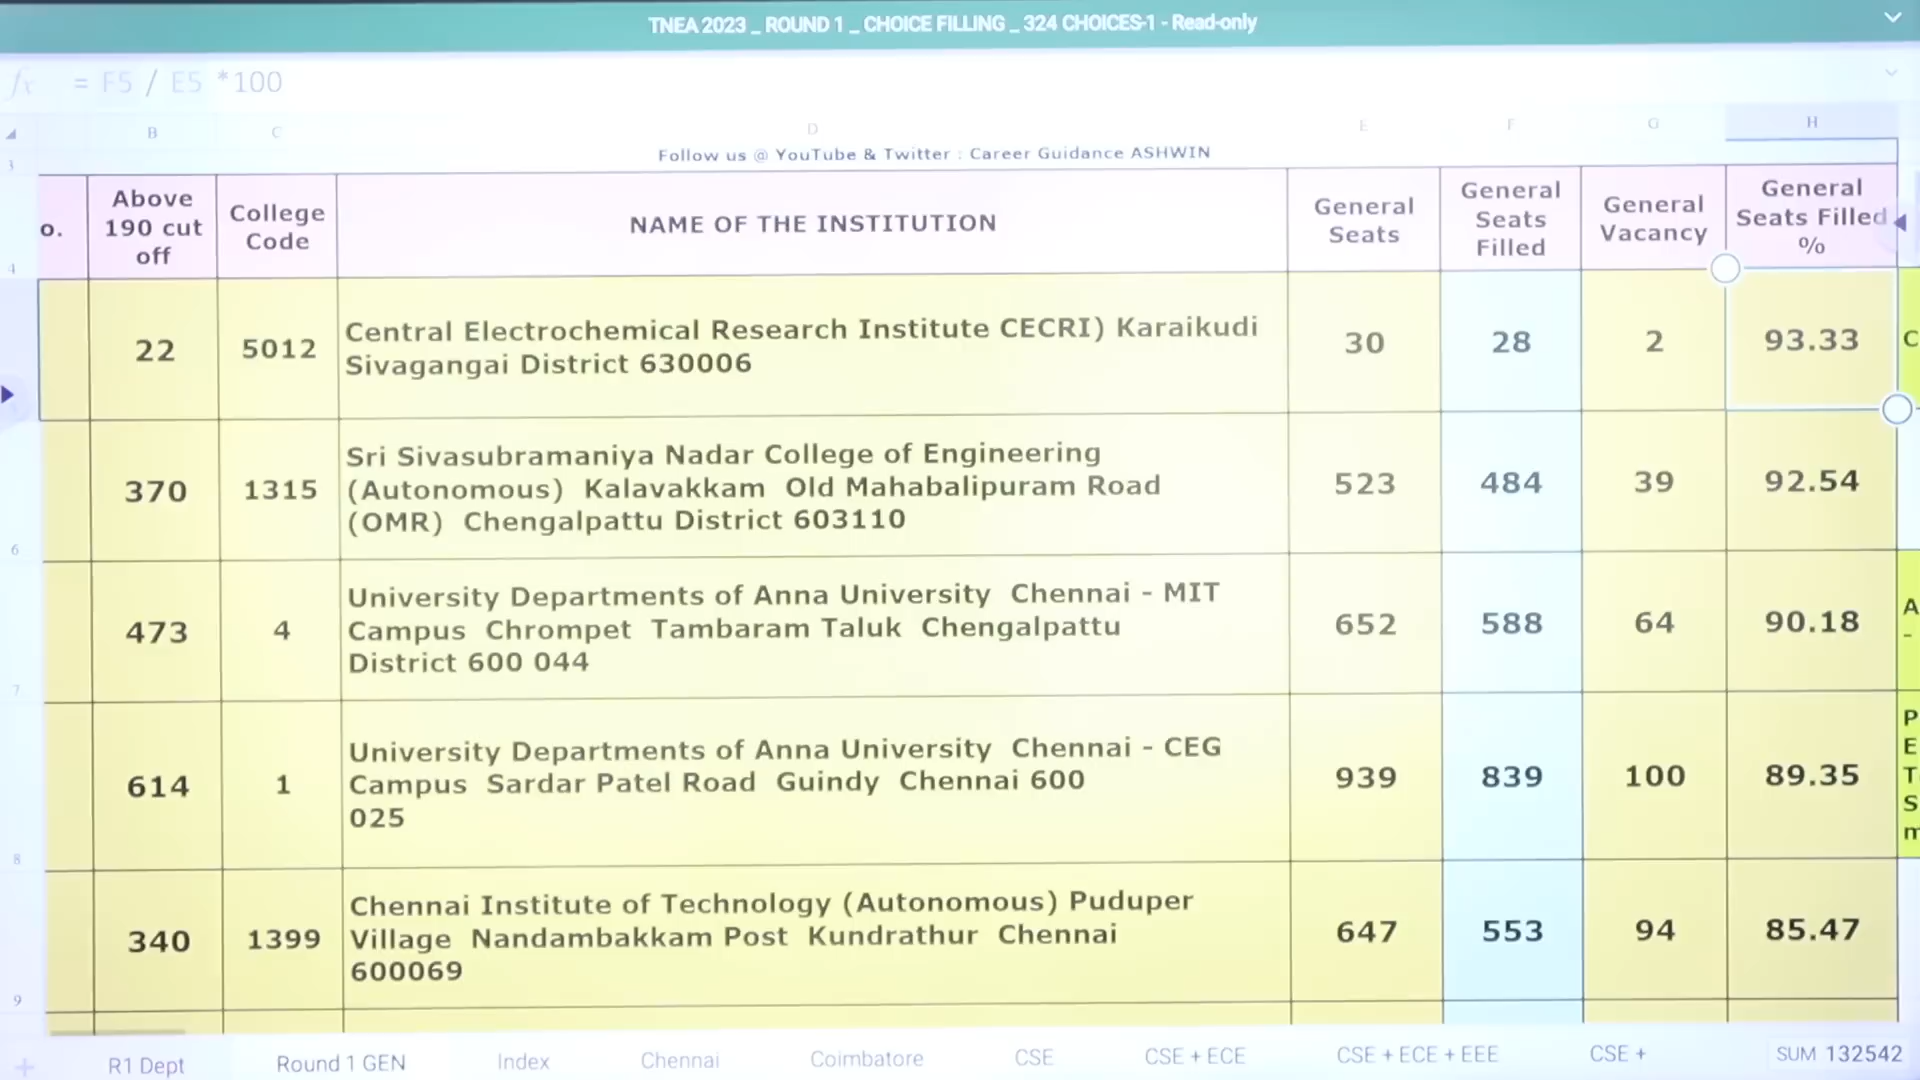 TNEA 2023 _ ROUND 1 _ CHOICE FILLING _ 324 CHOICES-1 - Read-only
fx = F5 / E5 *100
B C D E F G H
3
Follow us @ YouTube & Twitter : Career Guidance ASHWIN
4
o.
Above
190 cut
off
College
Code
NAME OF THE INSTITUTION
General
Seats
General
Seats
Filled
General
Vacancy
General
Seats Filled
%
22
5012
Central Electrochemical Research Institute CECRI) Karaikudi
Sivagangai District 630006
30
28
2
93.33
C
6
370
1315
Sri Sivasubramaniya Nadar College of Engineering
(Autonomous) Kalavakkam Old Mahabalipuram Road
(OMR) Chengalpattu District 603110
523
484
39
92.54
7
473
4
University Departments of Anna University Chennai - MIT
Campus Chrompet Tambaram Taluk Chengalpattu
District 600 044
652
588
64
90.18
A
-
8
614
1
University Departments of Anna University Chennai - CEG
Campus Sardar Patel Road Guindy Chennai 600
025
939
839
100
89.35
P
E
T
S
m
9
340
1399
Chennai Institute of Technology (Autonomous) Puduper
Village Nandambakkam Post Kundrathur Chennai
600069
647
553
94
85.47
+ R1 Dept Round 1 GEN Index Chennai Coimbatore CSE CSE + ECE CSE + ECE + EEE CSE + SUM 132542